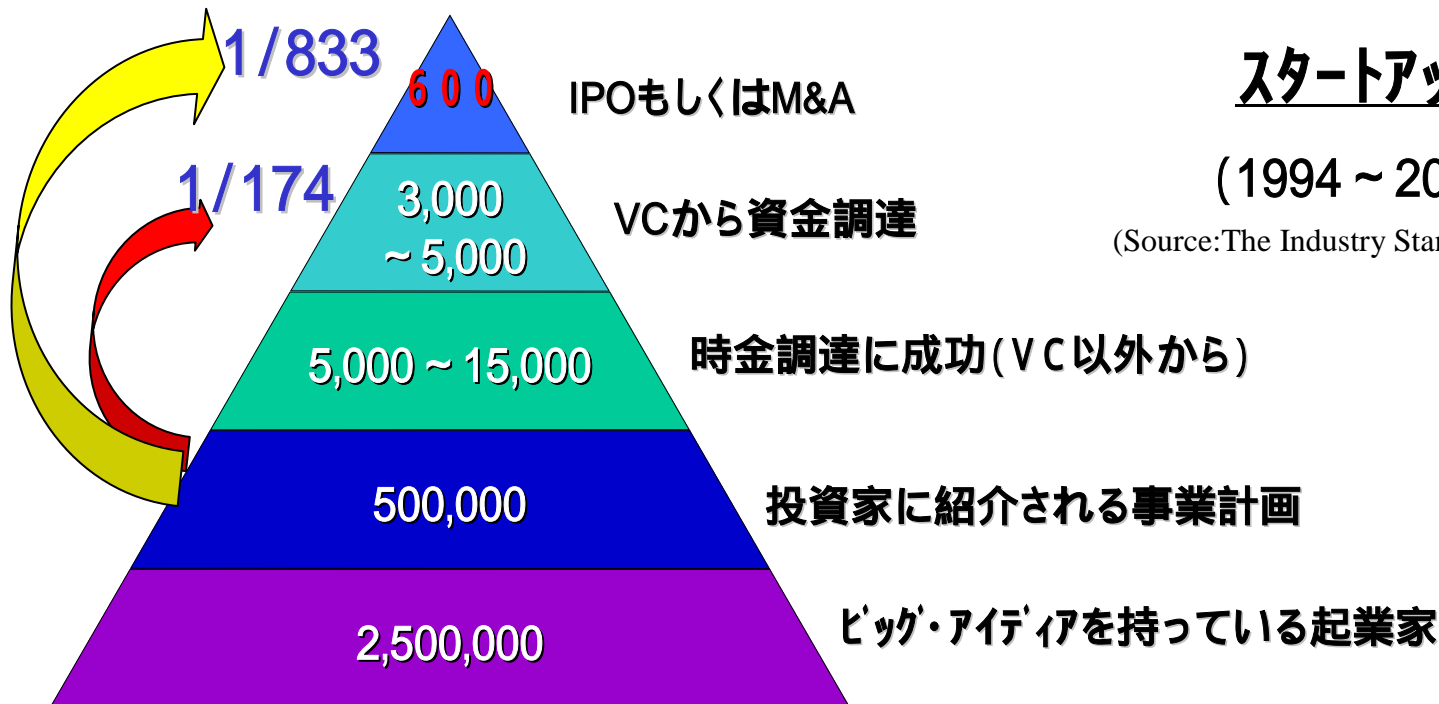 1/833
600
IPOもしくはM&A
スタートアッ
(1994~20
(Source:The Industry Star
1/174
3,000
~5,000
VCから資金調達
5,000~15,000
時金調達に成功(VC以外から)
500,000
投資家に紹介される事業計画
2,500,000
ビッグ・アイディアを持っている起業家